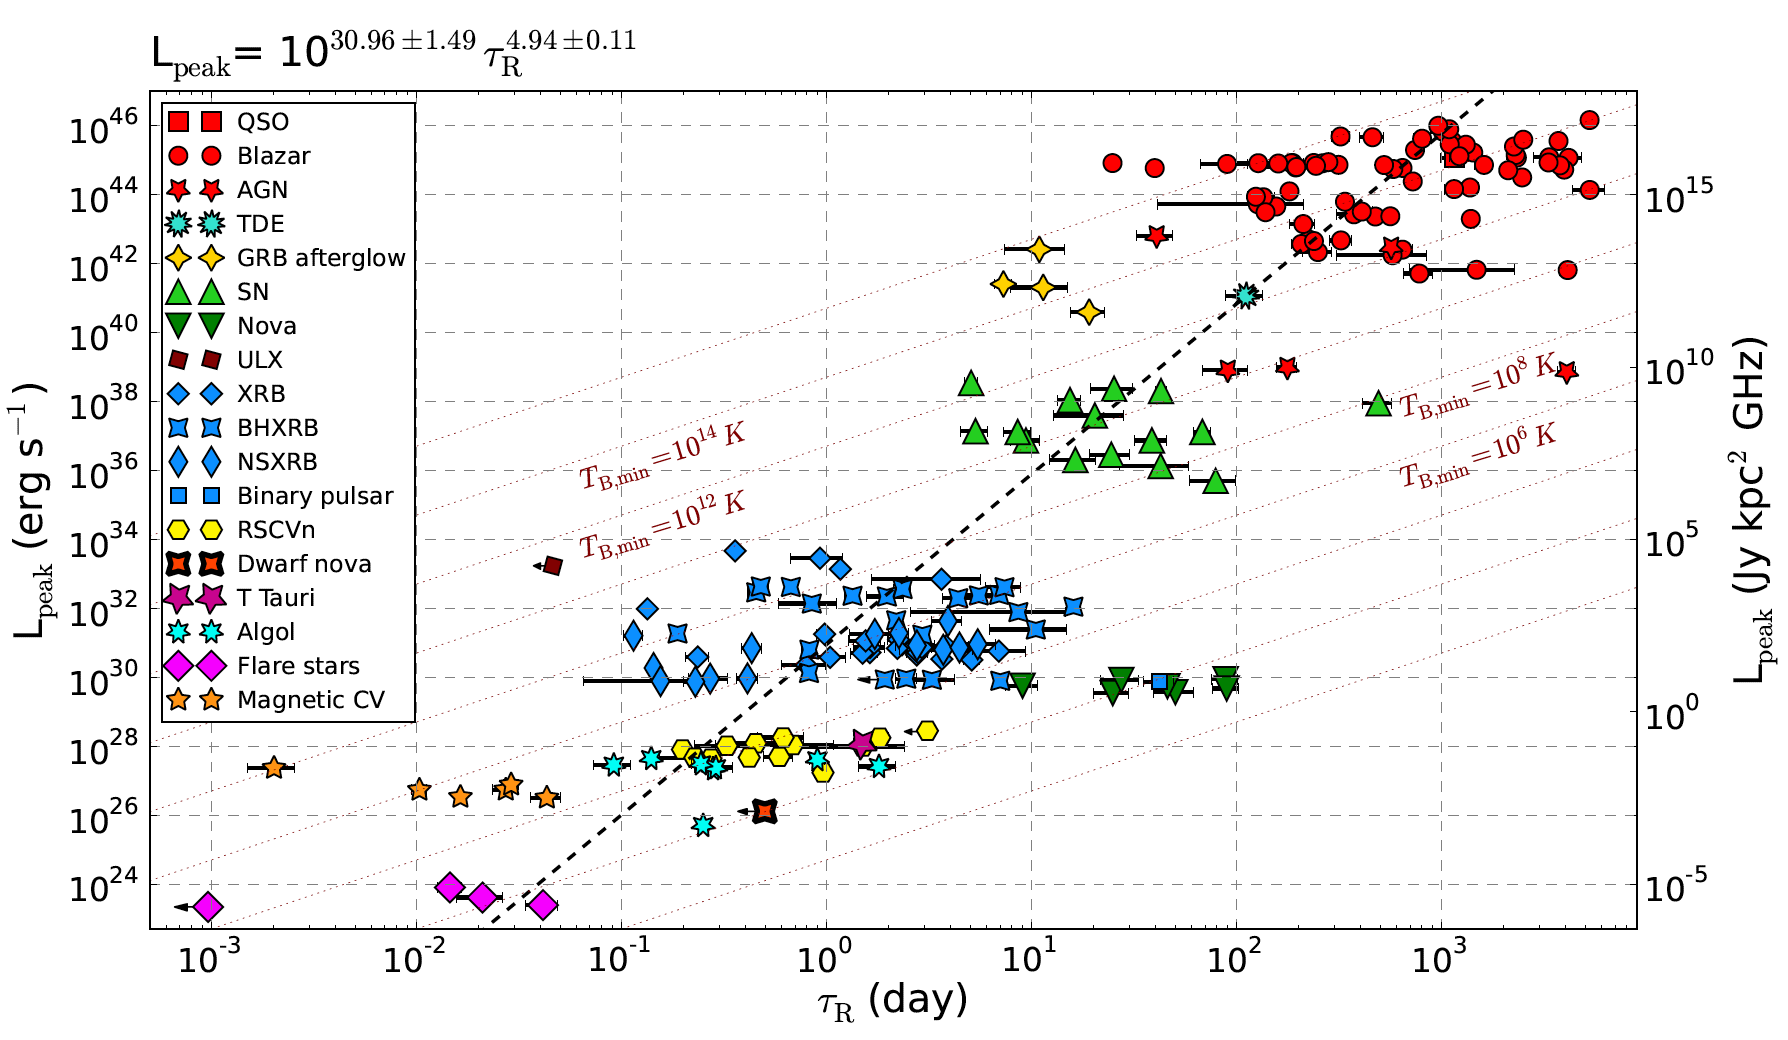 L_peak = 10^{30.96±1.49} τ_R^{4.94±0.11}
QSO
Blazar
AGN
TDE
GRB afterglow
SN
Nova
ULX
XRB
BHXRB
NSXRB
Binary pulsar
RSCVn
Dwarf nova
T Tauri
Algol
Flare stars
Magnetic CV
L_peak (erg s^{-1})
10^{46}
10^{44}
10^{42}
10^{40}
10^{38}
10^{36}
10^{34}
10^{32}
10^{30}
10^{28}
10^{26}
10^{24}
T_{B,min}=10^{14} K
T_{B,min}=10^{12} K
T_{B,min}=10^{8} K
T_{B,min}=10^{6} K
10^{15}
10^{10}
10^{5}
10^{0}
10^{-5}
L_peak (Jy kpc^{2} GHz)
10^{-3} 10^{-2} 10^{-1} 10^{0} 10^{1} 10^{2} 10^{3}
τ_R (day)